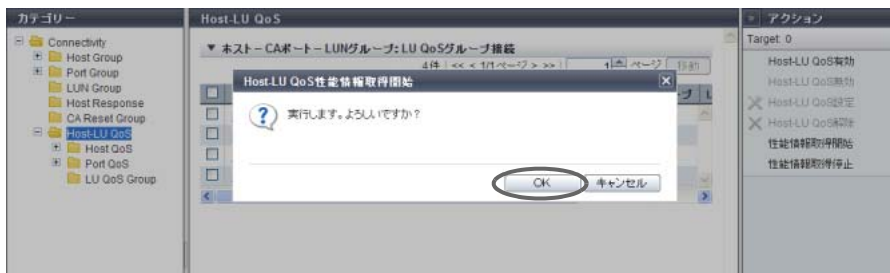 カテゴリー
Connectivity
Host Group
Port Group
LUN Group
Host Response
CA Reset Group
Host-LU QoS
Host QoS
Port QoS
LU QoS Group
Host-LU QoS
▼ ホスト－CAポート－LUNグループ:LU QoSグループ接続
4件 | << < 1/1ページ > >> | 1 ページ 移動
Host-LU QoS性能情報取得開始
実行します。よろしいですか?
OK キャンセル
アクション
Target: 0
Host-LU QoS有効
Host-LU QoS無効
Host-LU QoS設定
Host-LU QoS解除
性能情報取得開始
性能情報取得停止